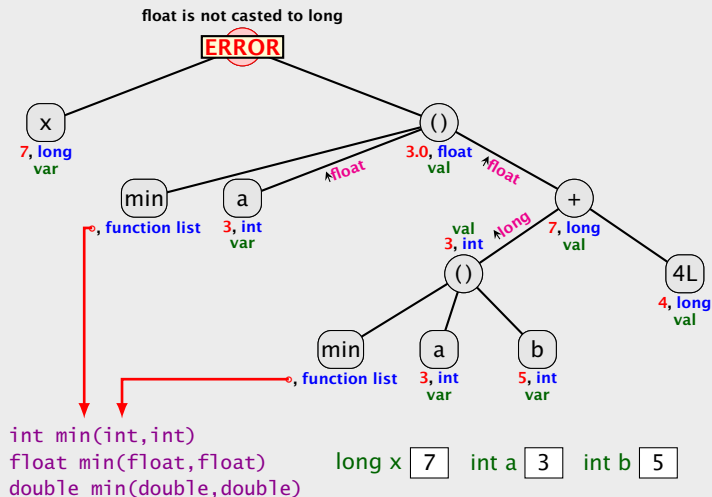 float is not casted to long
ERROR
x
7, long
var
()
3.0, float
val
min
, function list
a
3, int
var
↗float
↗float
+
7, long
val
↗long
val
3, int
()
4L
4, long
val
min
, function list
a
3, int
var
b
5, int
var
int min(int,int)
float min(float,float)
double min(double,double)
long x 7 int a 3 int b 5